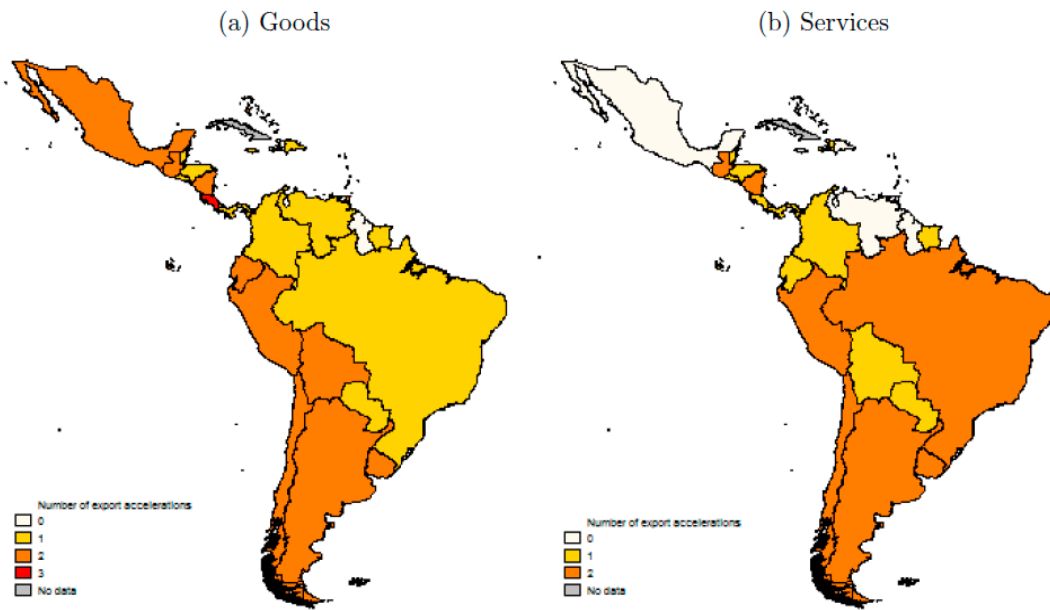 (a) Goods
Number of export accelerations
0
1
2
3
No data
(b) Services
Number of export accelerations
0
1
2
No data